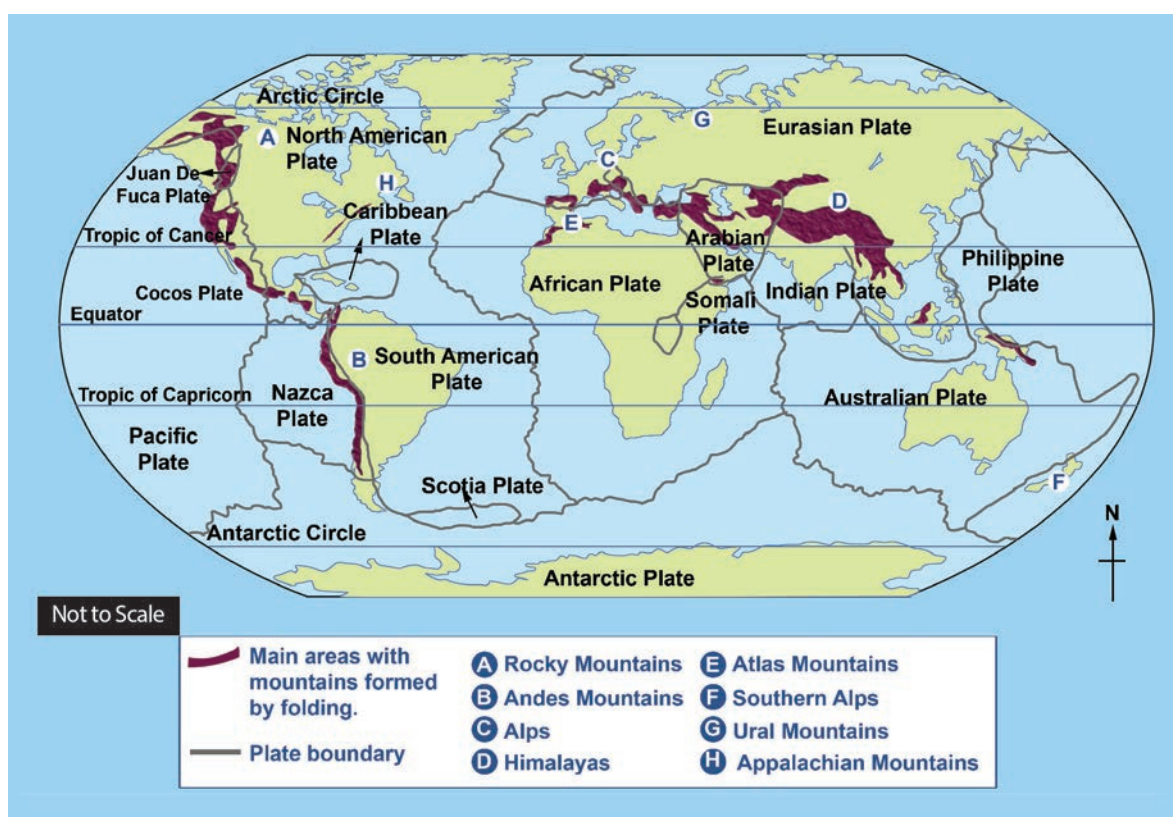 Arctic Circle
A
North American
Plate
G
Eurasian Plate
Juan De
Fuca Plate
H
C
Caribbean
Plate
D
Tropic of Cancer
E
Arabian
Plate
Philippine
Plate
Cocos Plate
African Plate
Somali
Plate
Indian Plate
Equator
B
South American
Plate
Tropic of Capricorn
Nazca
Plate
Australian Plate
Pacific
Plate
Scotia Plate
F
Antarctic Circle
N
Antarctic Plate
Not to Scale
Main areas with
mountains formed
by folding.
Plate boundary
A Rocky Mountains
B Andes Mountains
C Alps
D Himalayas
E Atlas Mountains
F Southern Alps
G Ural Mountains
H Appalachian Mountains